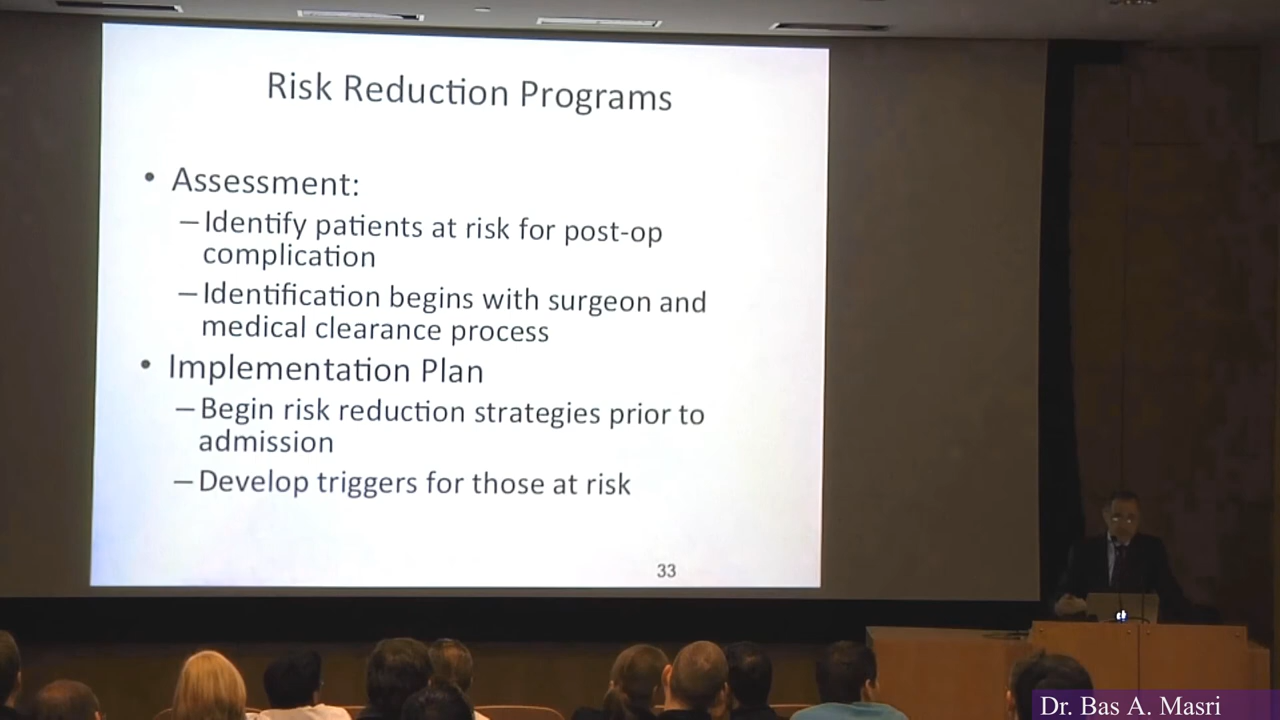 Risk Reduction Programs
• Assessment:
– Identify patients at risk for post-op
complication
– Identification begins with surgeon and
medical clearance process
• Implementation Plan
– Begin risk reduction strategies prior to
admission
– Develop triggers for those at risk
33
Dr. Bas A. Masri